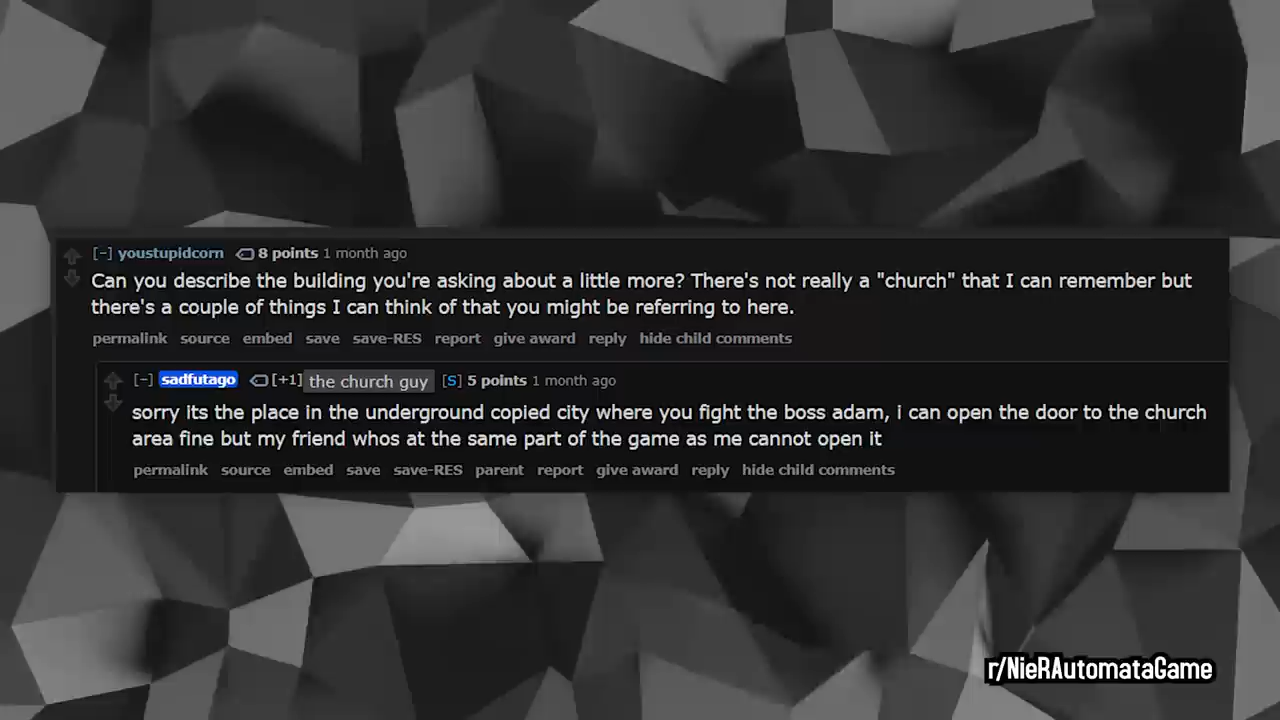 [−] youstupidcorn 8 points 1 month ago
Can you describe the building you're asking about a little more? There's not really a "church" that I can remember but
there's a couple of things I can think of that you might be referring to here.
permalink source embed save save-RES report give award reply hide child comments
[−] sadfutago [+1] the church guy [S] 5 points 1 month ago
sorry its the place in the underground copied city where you fight the boss adam, i can open the door to the church
area fine but my friend whos at the same part of the game as me cannot open it
permalink source embed save save-RES parent report give award reply hide child comments
r/NieRAutomataGame